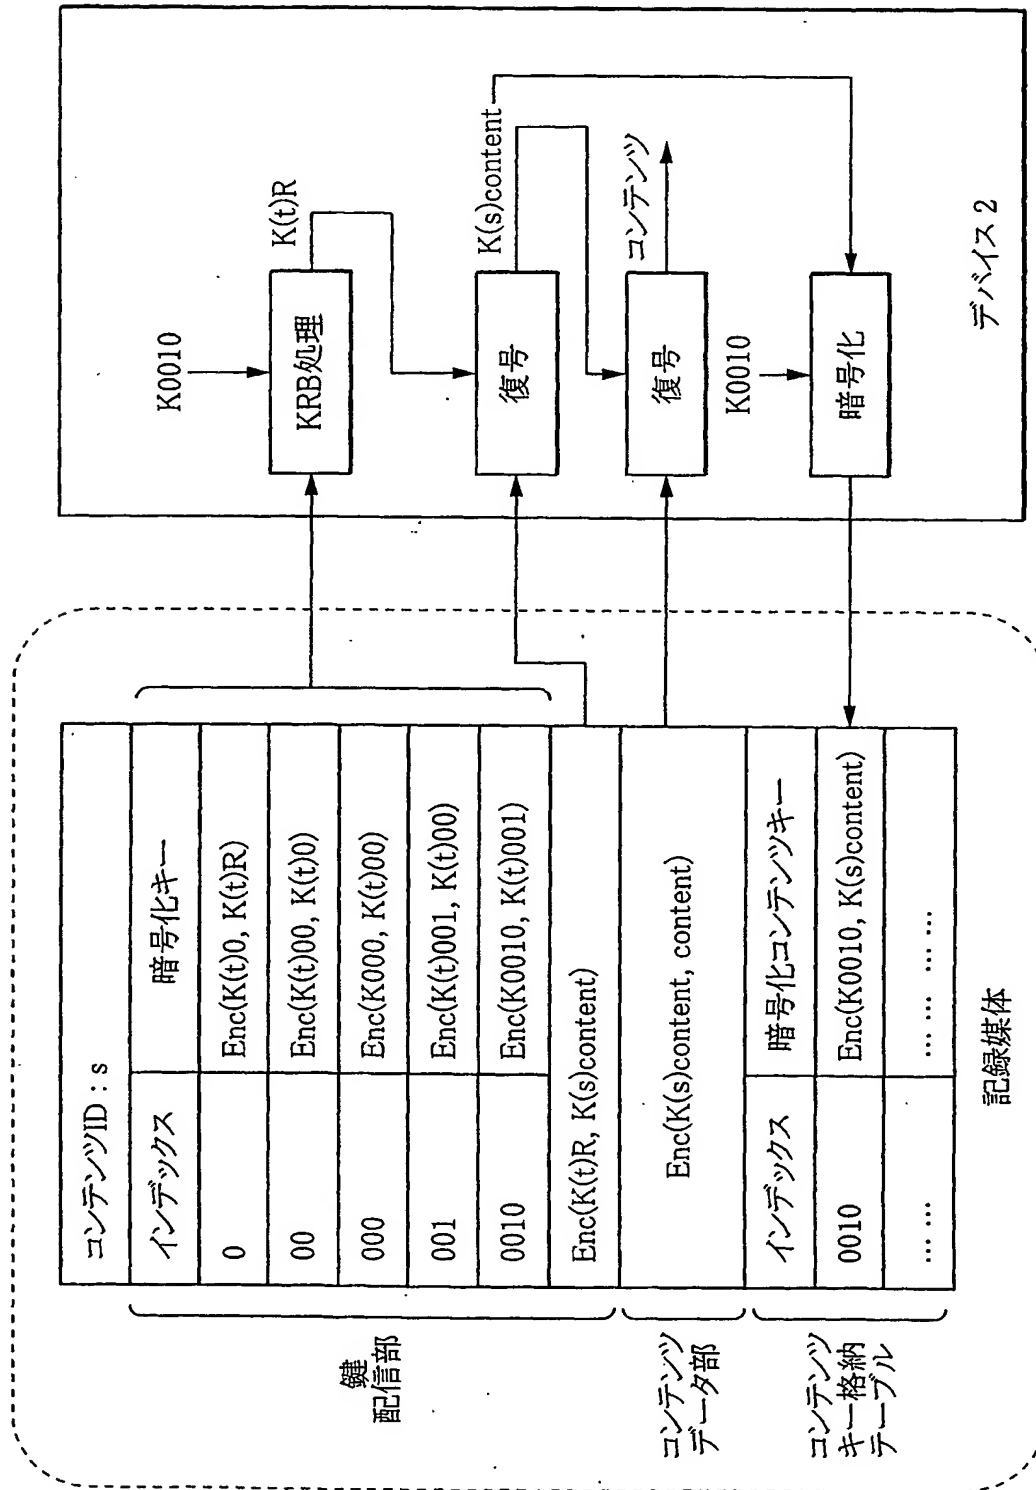 コンテンツID : s
インデックス 暗号化キー
0 Enc(K(t)0, K(t)R)
00 Enc(K(t)00, K(t)0)
000 Enc(K000, K(t)00)
001 Enc(K(t)001, K(t)00)
0010 Enc(K0010, K(t)001)
Enc(K(t)R, K(s)content)
Enc(K(s)content, content)
インデックス 暗号化コンテンツキー
0010 Enc(K0010, K(s)content)
… … … … … …
鍵
配信部
コンテンツ
データ部
コンテンツ
キー格納
テーブル
記録媒体
K0010
KRB処理
K(t)R
復号
K(s)content
復号
コンテンツ
K0010
暗号化
デバイス2